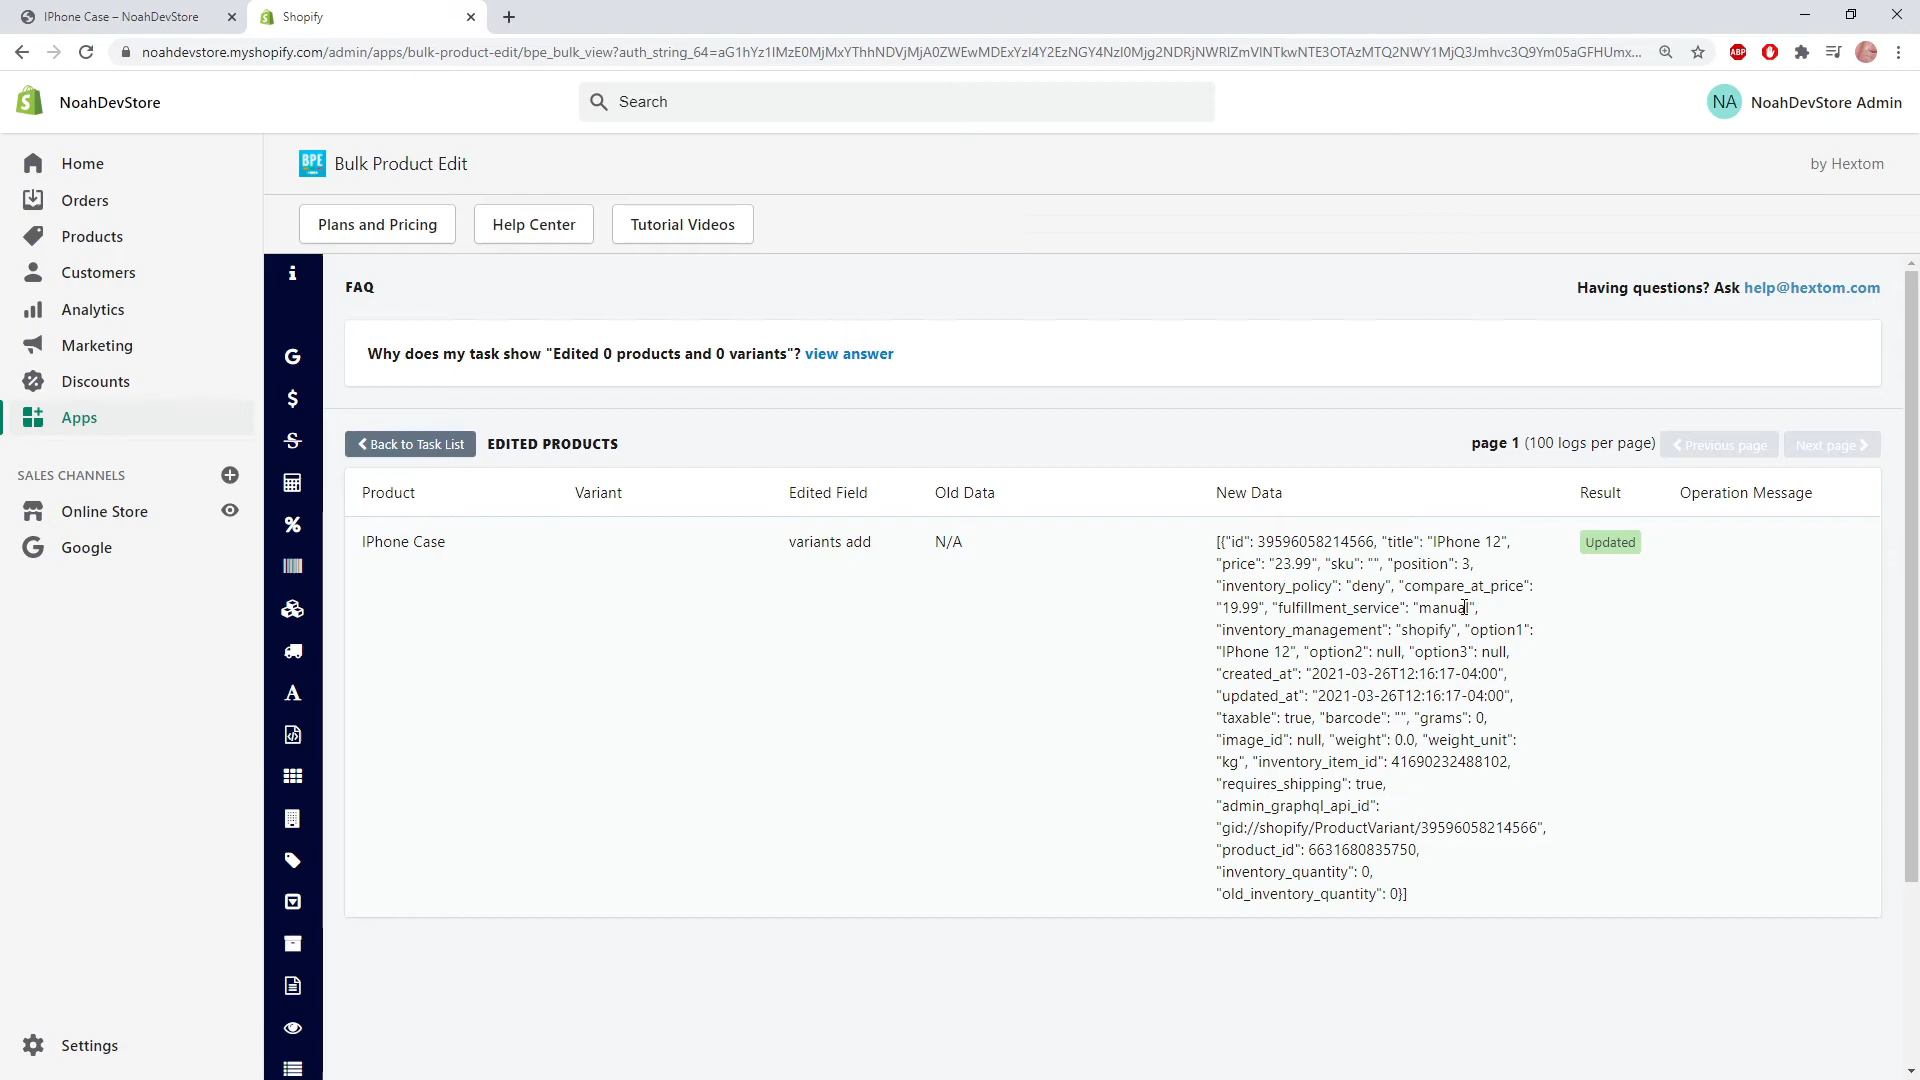 IPhone Case – NoahDevStore
Shopify
noahdevstore.myshopify.com/admin/apps/bulk-product-edit/bpe_bulk_view?auth_string_64=
ABP
NoahDevStore
Search
NA NoahDevStore Admin
Home
Orders
Products
Customers
Analytics
Marketing
Discounts
Apps
SALES CHANNELS
Online Store
Google
Settings
BPE Bulk Product Edit
by Hextom
Plans and Pricing
Help Center
Tutorial Videos
FAQ
Having questions? Ask help@hextom.com
Why does my task show "Edited 0 products and 0 variants"? view answer
Back to Task List
EDITED PRODUCTS
page 1 (100 logs per page)
Previous page
Next page
Product Variant Edited Field Old Data New Data Result Operation Message
IPhone Case variants add N/A [{"id": 39596058214566, "title": "IPhone 12", Updated
"price": "23.99", "sku": "", "position": 3,
"inventory_policy": "deny", "compare_at_price":
"19.99", "fulfillment_service": "manual",
"inventory_management": "shopify", "option1":
"IPhone 12", "option2": null, "option3": null,
"created_at": "2021-03-26T12:16:17-04:00",
"updated_at": "2021-03-26T12:16:17-04:00",
"taxable": true, "barcode": "", "grams": 0,
"image_id": null, "weight": 0.0, "weight_unit":
"kg", "inventory_item_id": 41690232488102,
"requires_shipping": true,
"admin_graphql_api_id":
"gid://shopify/ProductVariant/39596058214566",
"product_id": 6631680835750,
"inventory_quantity": 0,
"old_inventory_quantity": 0}]